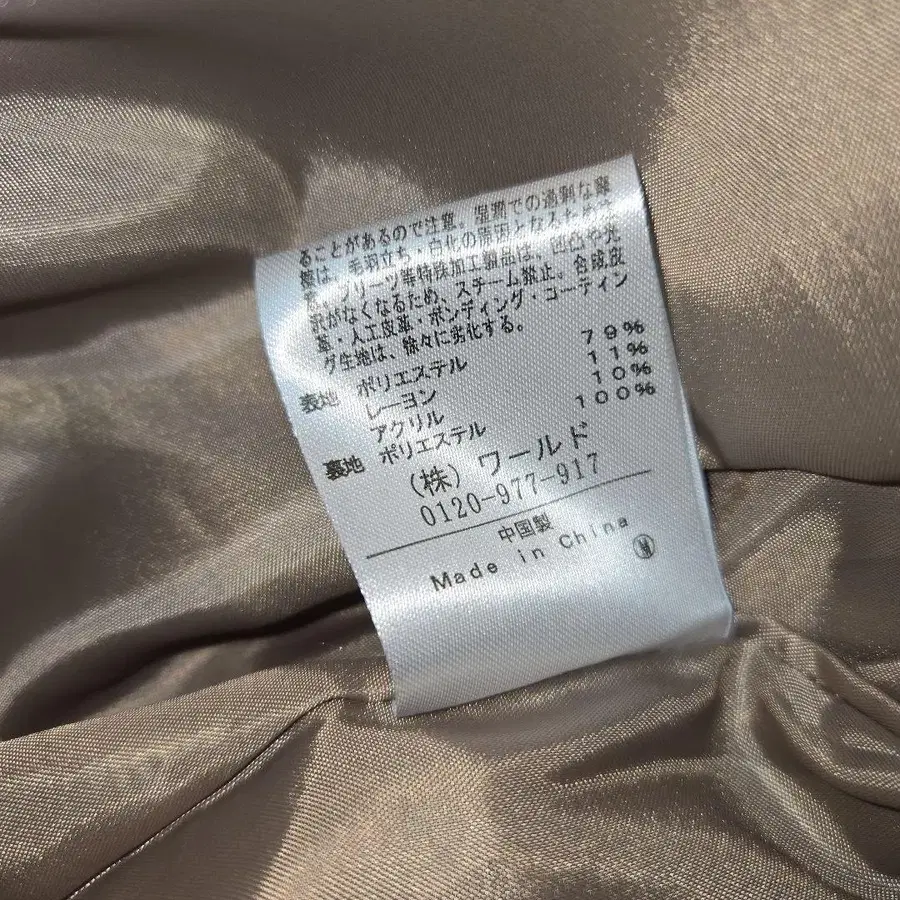 ることがあるので注意。湿潤での過剰な摩
擦は、毛羽立ち・白化の原因となるため注
意。プリーツ等特殊加工製品は、凹凸や光
沢がなくなるため、スチーム禁止。合成皮
革・人工皮革・ボンディング・コーティン
グ生地は、徐々に劣化する。
表地 ポリエステル 79%
レーヨン 11%
アクリル 10%
裏地 ポリエステル 100%
(株)ワールド
0120-977-917
中国製
Made in China